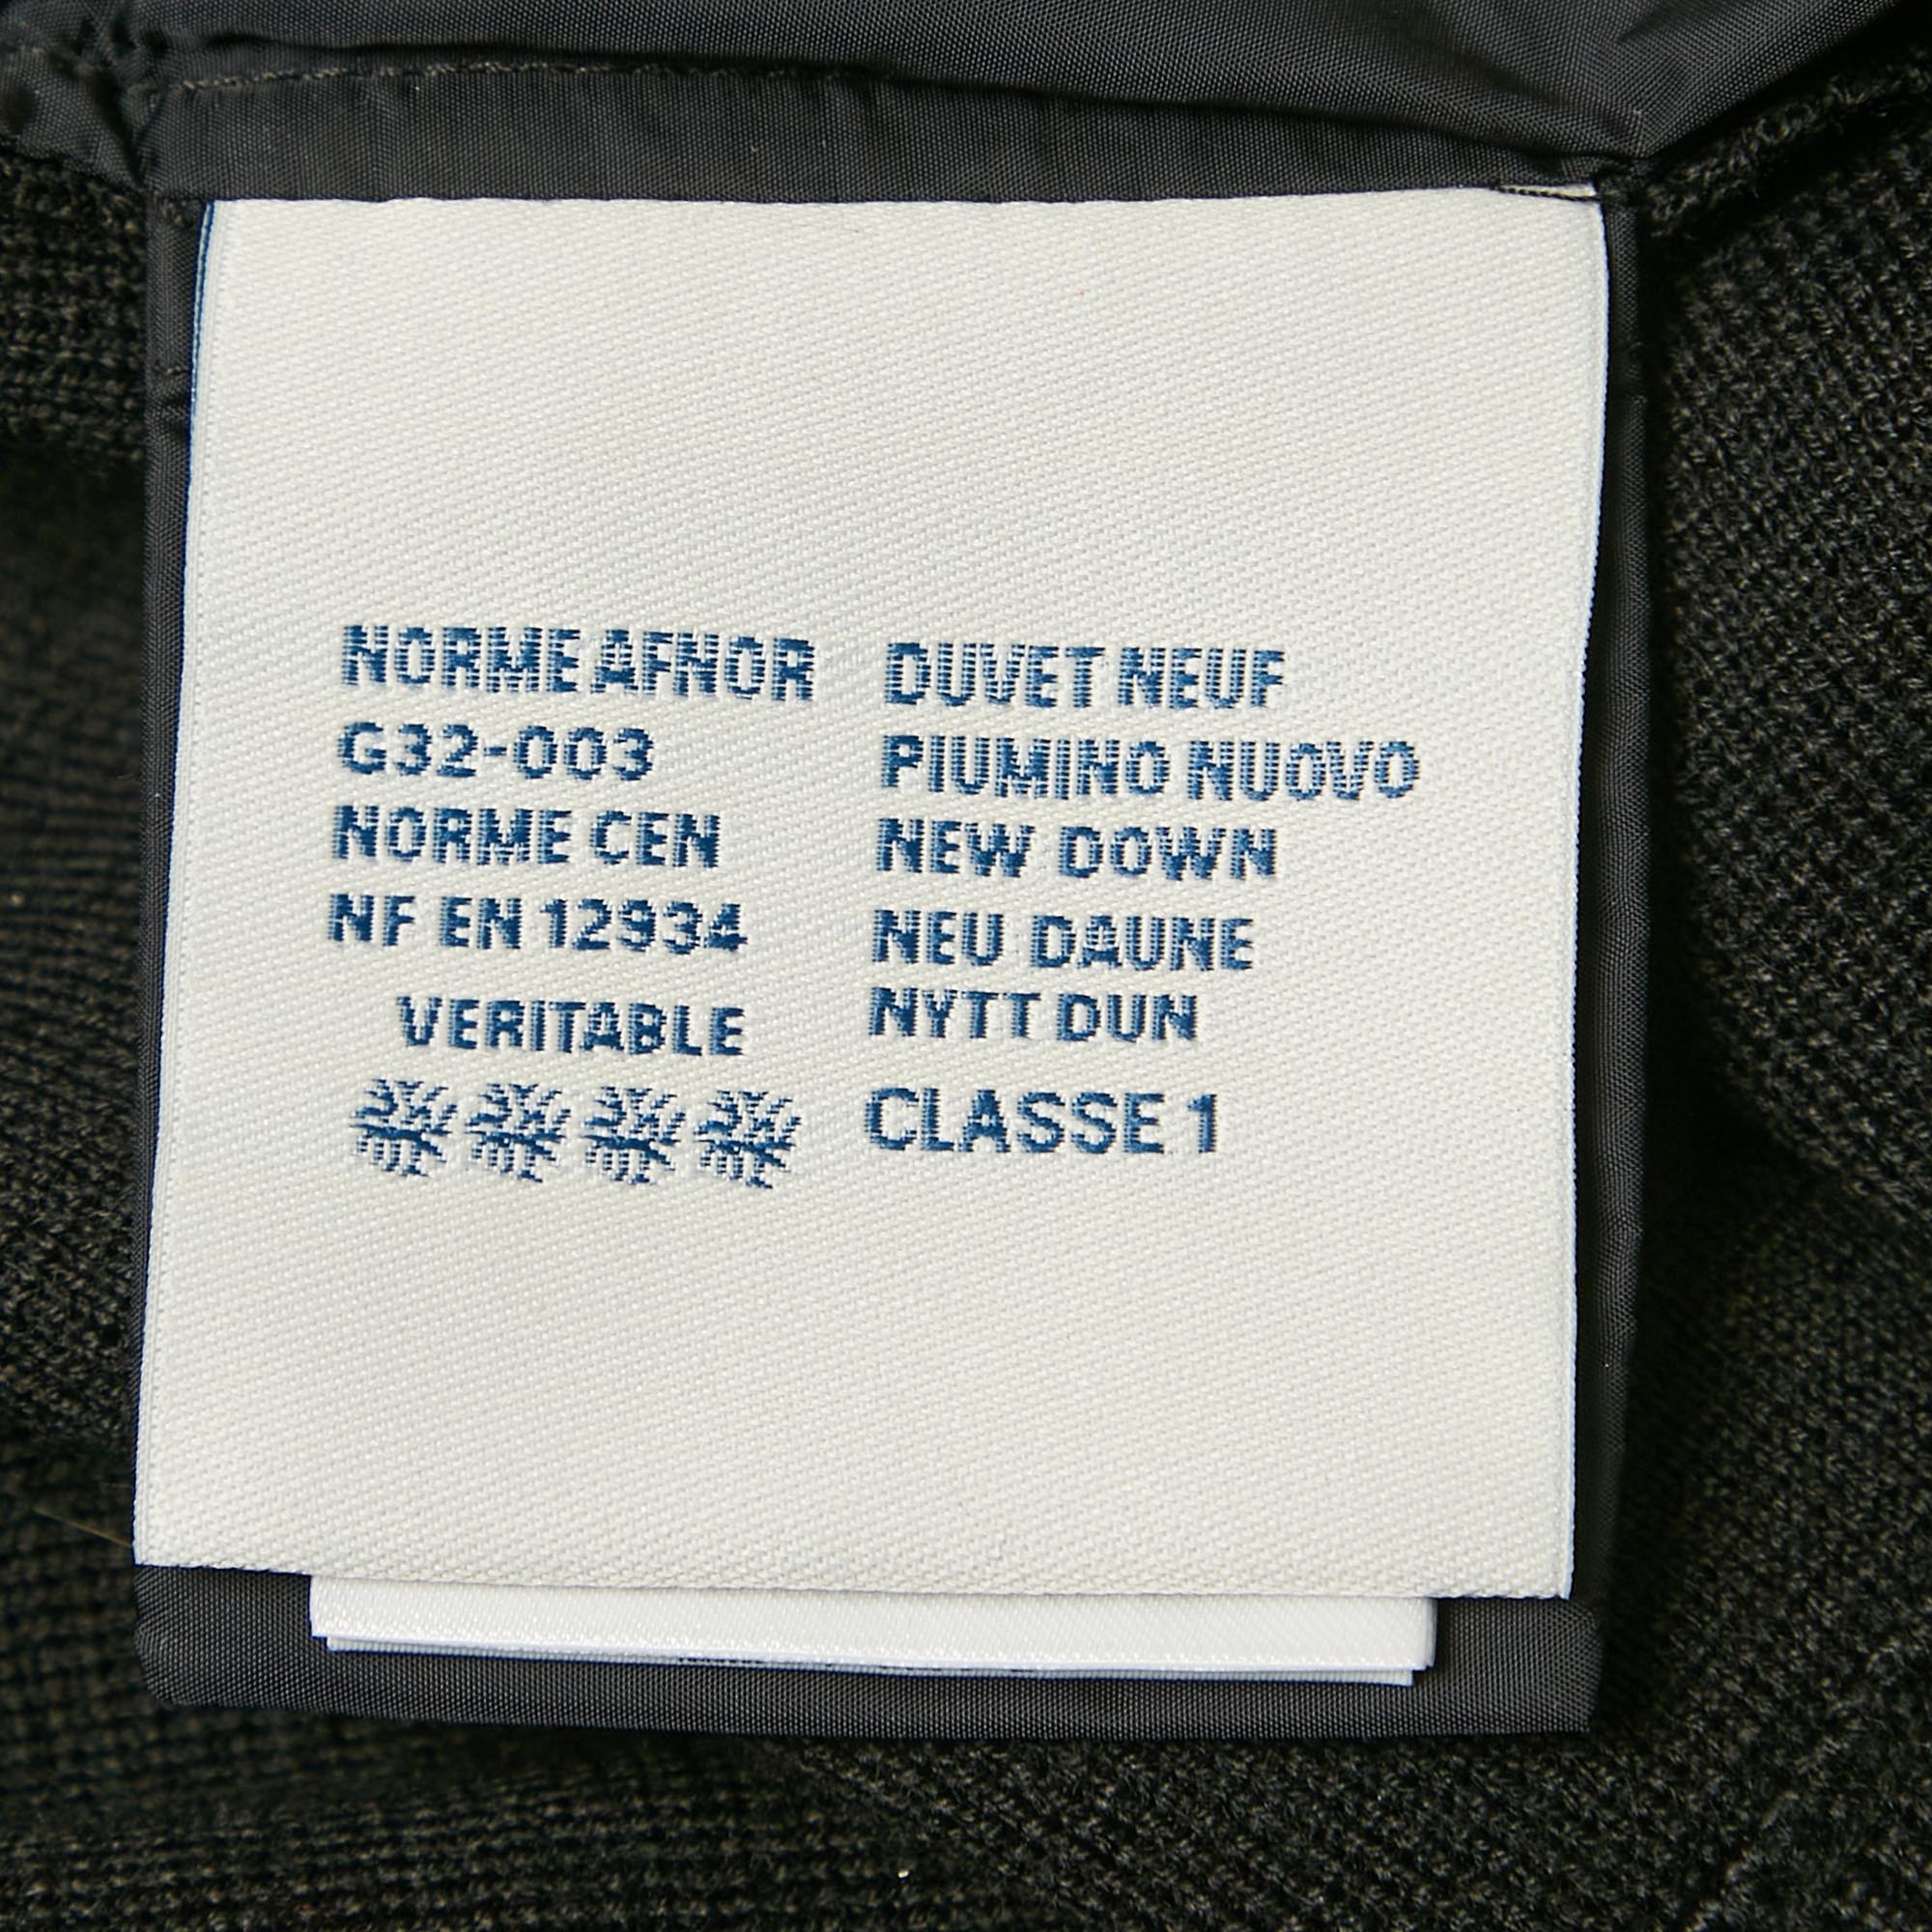 NORME AFNOR
G32-003
NORME CEN
NF EN 12934
VERITABLE
DUVET NEUF
PIUMINO NUOVO
NEW DOWN
NEU DAUNE
NYTT DUN
CLASSE 1